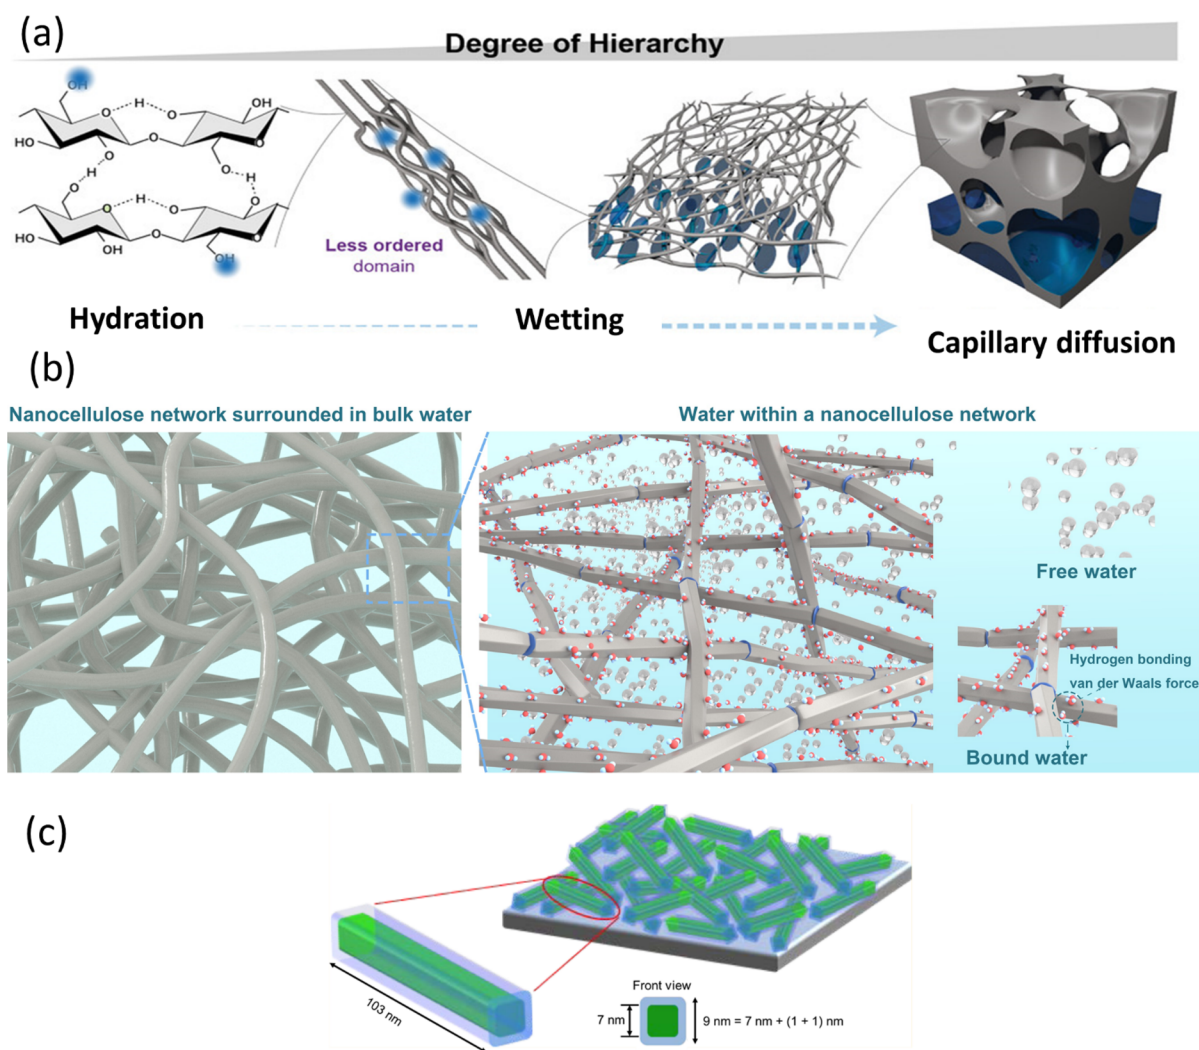 (a)
Degree of Hierarchy
OH
H
O
O
OH
O
O
HO
HO
O
O
H
H
O
O
H
O
O
O
O
HO
OH
OH
Less ordered
domain
Hydration
Wetting
Capillary diffusion
(b)
Nanocellulose network surrounded in bulk water
Water within a nanocellulose network
Free water
Hydrogen bonding
van der Waals force
Bound water
(c)
103 nm
Front view
7 nm
9 nm = 7 nm + (1 + 1) nm